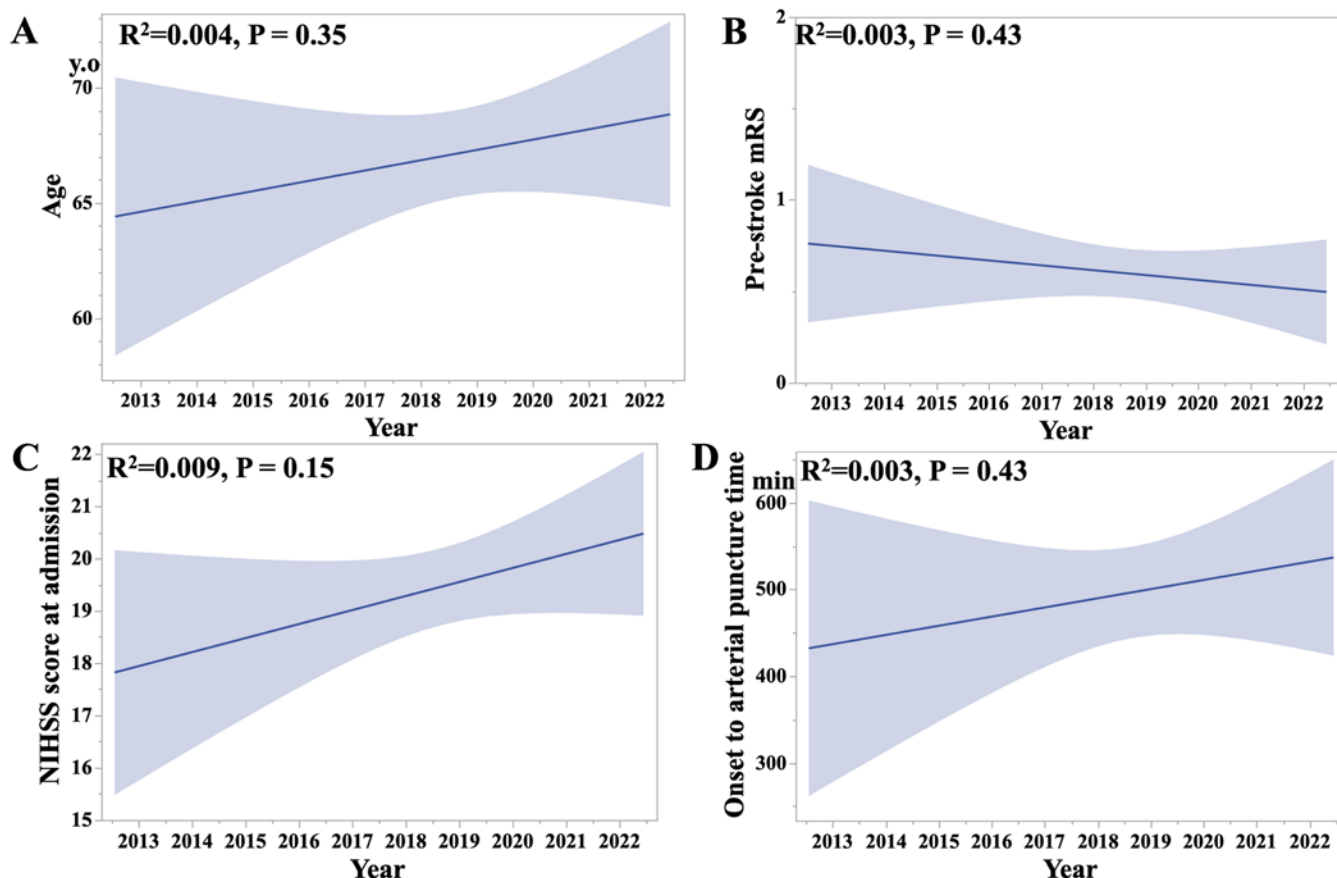 A
R²=0.004, P = 0.35
y.o
70
65
60
Age
2013 2014 2015 2016 2017 2018 2019 2020 2021 2022
Year
B
R²=0.003, P = 0.43
2
1
0
Pre-stroke mRS
2013 2014 2015 2016 2017 2018 2019 2020 2021 2022
Year
C
R²=0.009, P = 0.15
22
21
20
19
18
17
16
15
NIHSS score at admission
2013 2014 2015 2016 2017 2018 2019 2020 2021 2022
Year
D
R²=0.003, P = 0.43
min
600
500
400
300
Onset to arterial puncture time
2013 2014 2015 2016 2017 2018 2019 2020 2021 2022
Year